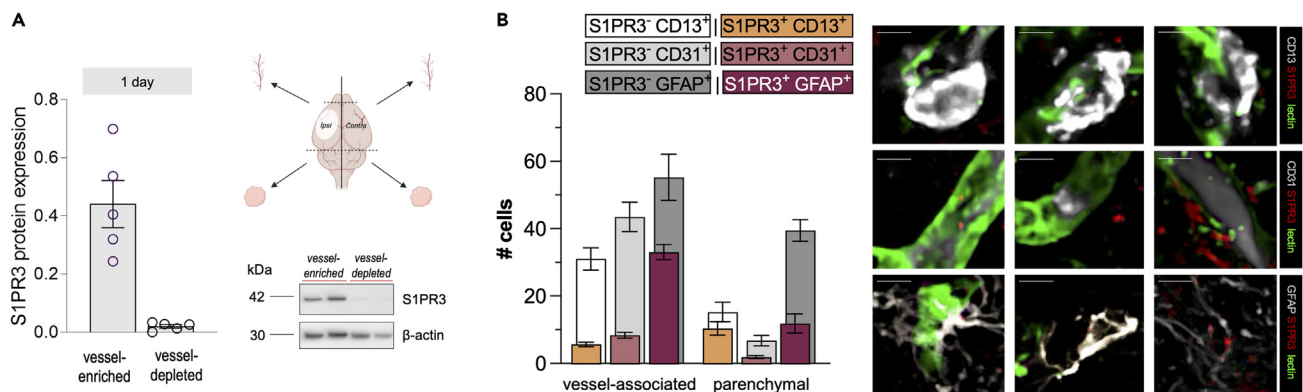 A
1 day
S1PR3 protein expression
0.8
0.6
0.4
0.2
0.0
vessel-
enriched
vessel-
depleted
Ipsi
Contra
vessel-
enriched
vessel-
depleted
kDa
42
S1PR3
30
β-actin
B
S1PR3⁻ CD13⁺ | S1PR3⁺ CD13⁺
S1PR3⁻ CD31⁺ | S1PR3⁺ CD31⁺
S1PR3⁻ GFAP⁺ | S1PR3⁺ GFAP⁺
# cells
80
60
40
20
0
vessel-associated
parenchymal
CD13 S1PR3 lectin
CD31 S1PR3 lectin
GFAP S1PR3 lectin